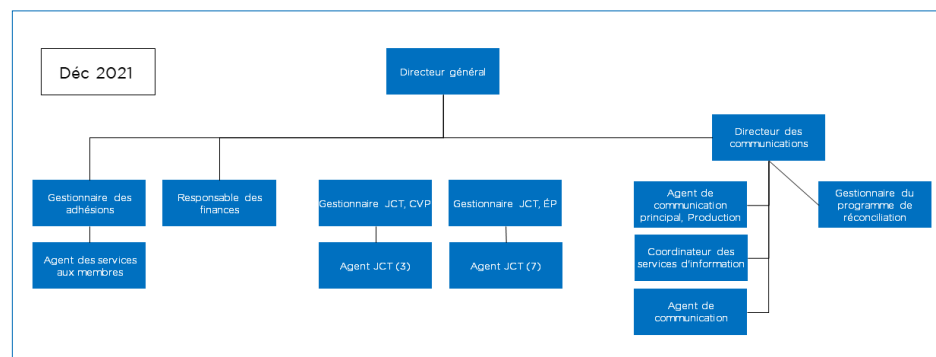 Déc 2021
Directeur général
Directeur des
communications
Gestionnaire des
adhésions
Responsable des
finances
Gestionnaire JCT, CVP
Gestionnaire JCT, ÉP
Agent de
communication
principal, Production
Gestionnaire du
programme de
réconciliation
Agent des services
aux membres
Agent JCT (3)
Agent JCT (7)
Coordinateur des
services d'information
Agent de
communication